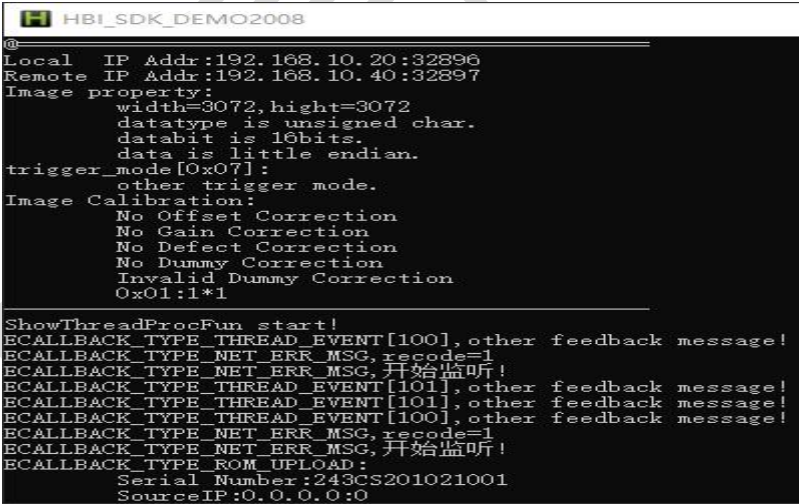 HBI_SDK_DEMO2008
@
Local IP Addr:192.168.10.20:32896
Remote IP Addr:192.168.10.40:32897
Image property:
width=3072,hight=3072
datatype is unsigned char.
databit is 16bits.
data is little endian.
trigger_mode[0x07]:
other trigger mode.
Image Calibration:
No Offset Correction
No Gain Correction
No Defect Correction
No Dummy Correction
Invalid Dummy Correction
0x01:1*1
ShowThreadProcFun start!
ECALLBACK_TYPE_THREAD_EVENT[100],other feedback message!
ECALLBACK_TYPE_NET_ERR_MSG,recode=1
ECALLBACK_TYPE_NET_ERR_MSG,开始监听!
ECALLBACK_TYPE_THREAD_EVENT[101],other feedback message!
ECALLBACK_TYPE_THREAD_EVENT[101],other feedback message!
ECALLBACK_TYPE_THREAD_EVENT[100],other feedback message!
ECALLBACK_TYPE_NET_ERR_MSG,recode=1
ECALLBACK_TYPE_NET_ERR_MSG,开始监听!
ECALLBACK_TYPE_ROM_UPLOAD:
Serial Number:243CS201021001
SourceIP:0.0.0.0:0